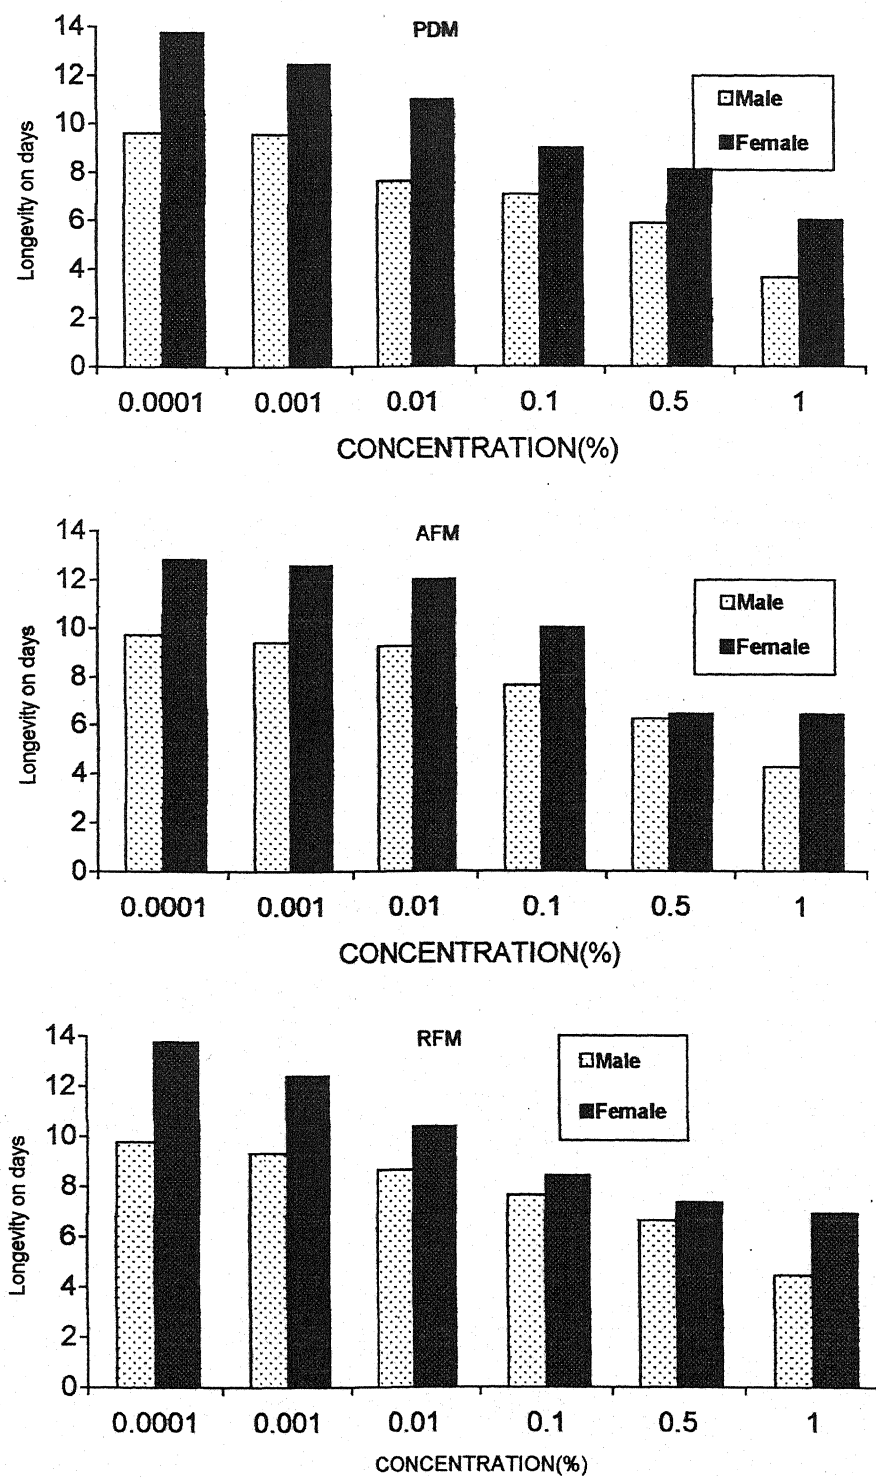 PDM
14
12
10
8
6
4
2
0
Longevity on days
Male
Female
0.0001 0.001 0.01 0.1 0.5 1
CONCENTRATION(%)
AFM
14
12
10
8
6
4
2
0
Longevity on days
Male
Female
0.0001 0.001 0.01 0.1 0.5 1
CONCENTRATION(%)
RFM
14
12
10
8
6
4
2
0
Longevity on days
Male
Female
0.0001 0.001 0.01 0.1 0.5 1
CONCENTRATION(%)